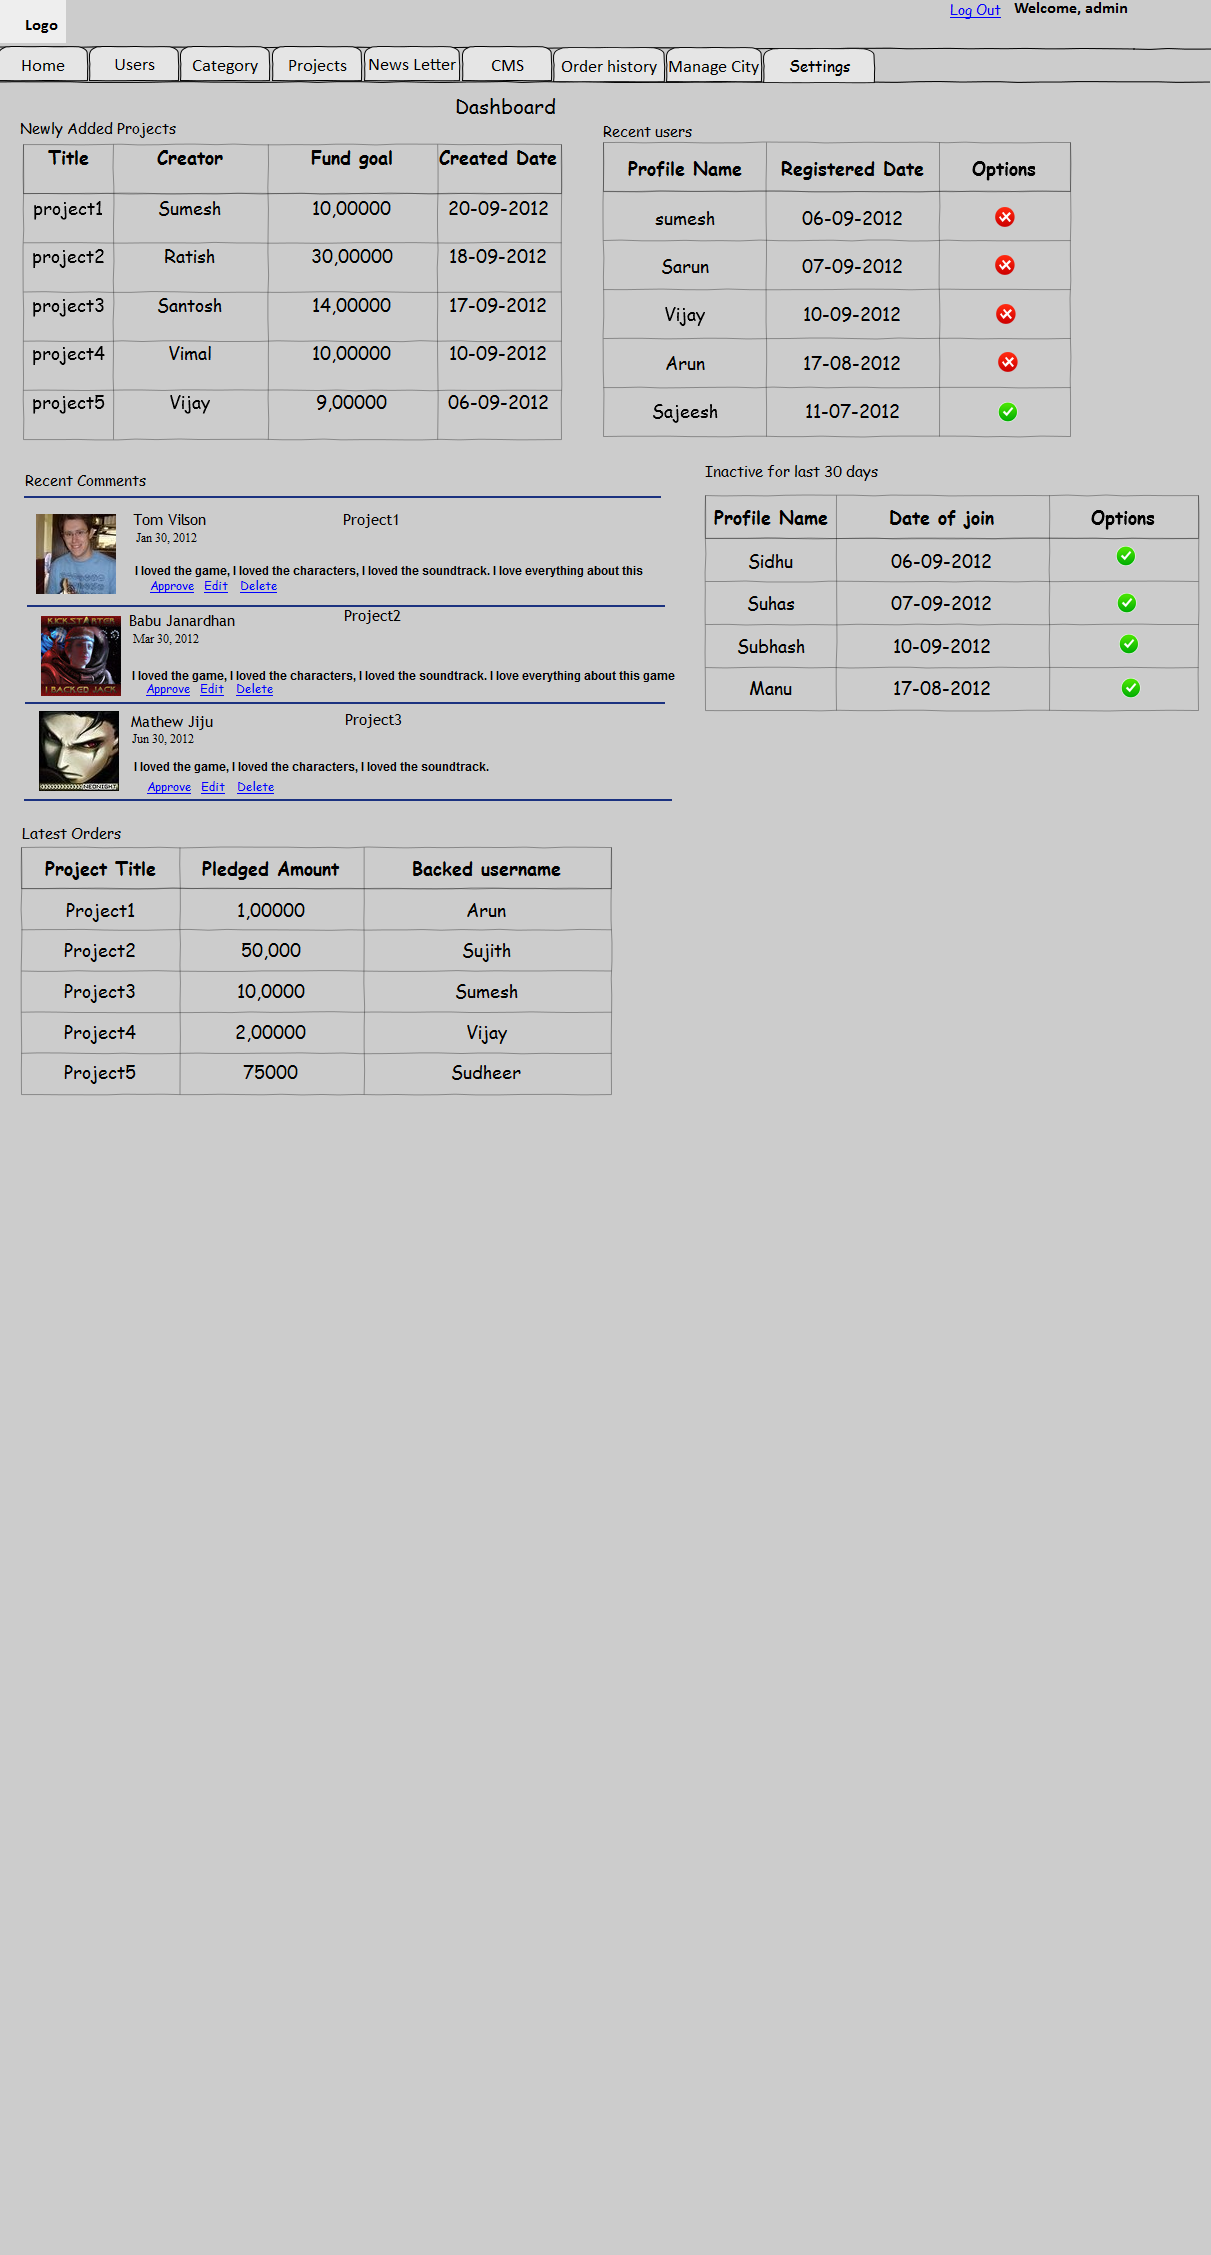 Log Out Welcome, admin
Logo
Home Users Category Projects News Letter CMS Order history Manage City Settings
Dashboard
Newly Added Projects
Title Creator Fund goal Created Date
project1 Sumesh 10,00000 20-09-2012
project2 Ratish 30,00000 18-09-2012
project3 Santosh 14,00000 17-09-2012
project4 Vimal 10,00000 10-09-2012
project5 Vijay 9,00000 06-09-2012
Recent users
Profile Name Registered Date Options
sumesh 06-09-2012
Sarun 07-09-2012
Vijay 10-09-2012
Arun 17-08-2012
Sajeesh 11-07-2012
Recent Comments
Tom Vilson Project1
Jan 30, 2012
I loved the game, I loved the characters, I loved the soundtrack. I love everything about this
Approve Edit Delete
KICKSTARTER
I BACKED JACK
Babu Janardhan Project2
Mar 30, 2012
I loved the game, I loved the characters, I loved the soundtrack. I love everything about this game
Approve Edit Delete
NEONIGHT
Mathew Jiju Project3
Jun 30, 2012
I loved the game, I loved the characters, I loved the soundtrack.
Approve Edit Delete
Inactive for last 30 days
Profile Name Date of join Options
Sidhu 06-09-2012
Suhas 07-09-2012
Subhash 10-09-2012
Manu 17-08-2012
Latest Orders
Project Title Pledged Amount Backed username
Project1 1,00000 Arun
Project2 50,000 Sujith
Project3 10,0000 Sumesh
Project4 2,00000 Vijay
Project5 75000 Sudheer